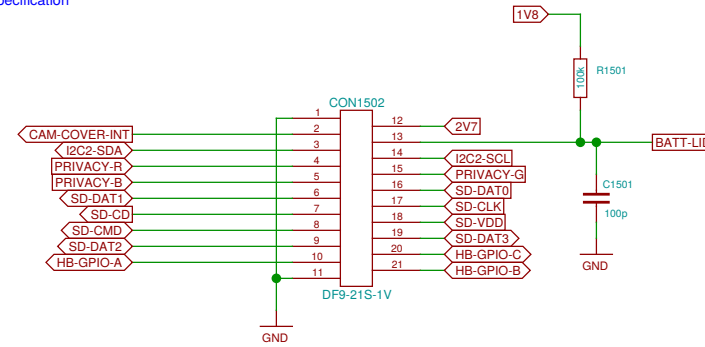 pecification
1V8
100k
R1501
CON1502
1
12
2V7
CAM-COVER-INT
2
13
BATT-LID
I2C2-SDA
3
14
I2C2-SCL
PRIVACY-R
4
15
PRIVACY-G
PRIVACY-B
5
16
SD-DAT0
SD-DAT1
6
17
SD-CLK
SD-CD
7
18
SD-VDD
SD-CMD
8
19
SD-DAT3
SD-DAT2
9
20
HB-GPIO-C
HB-GPIO-A
10
21
HB-GPIO-B
11
C1501
100p
GND
DF9-21S-1V
GND